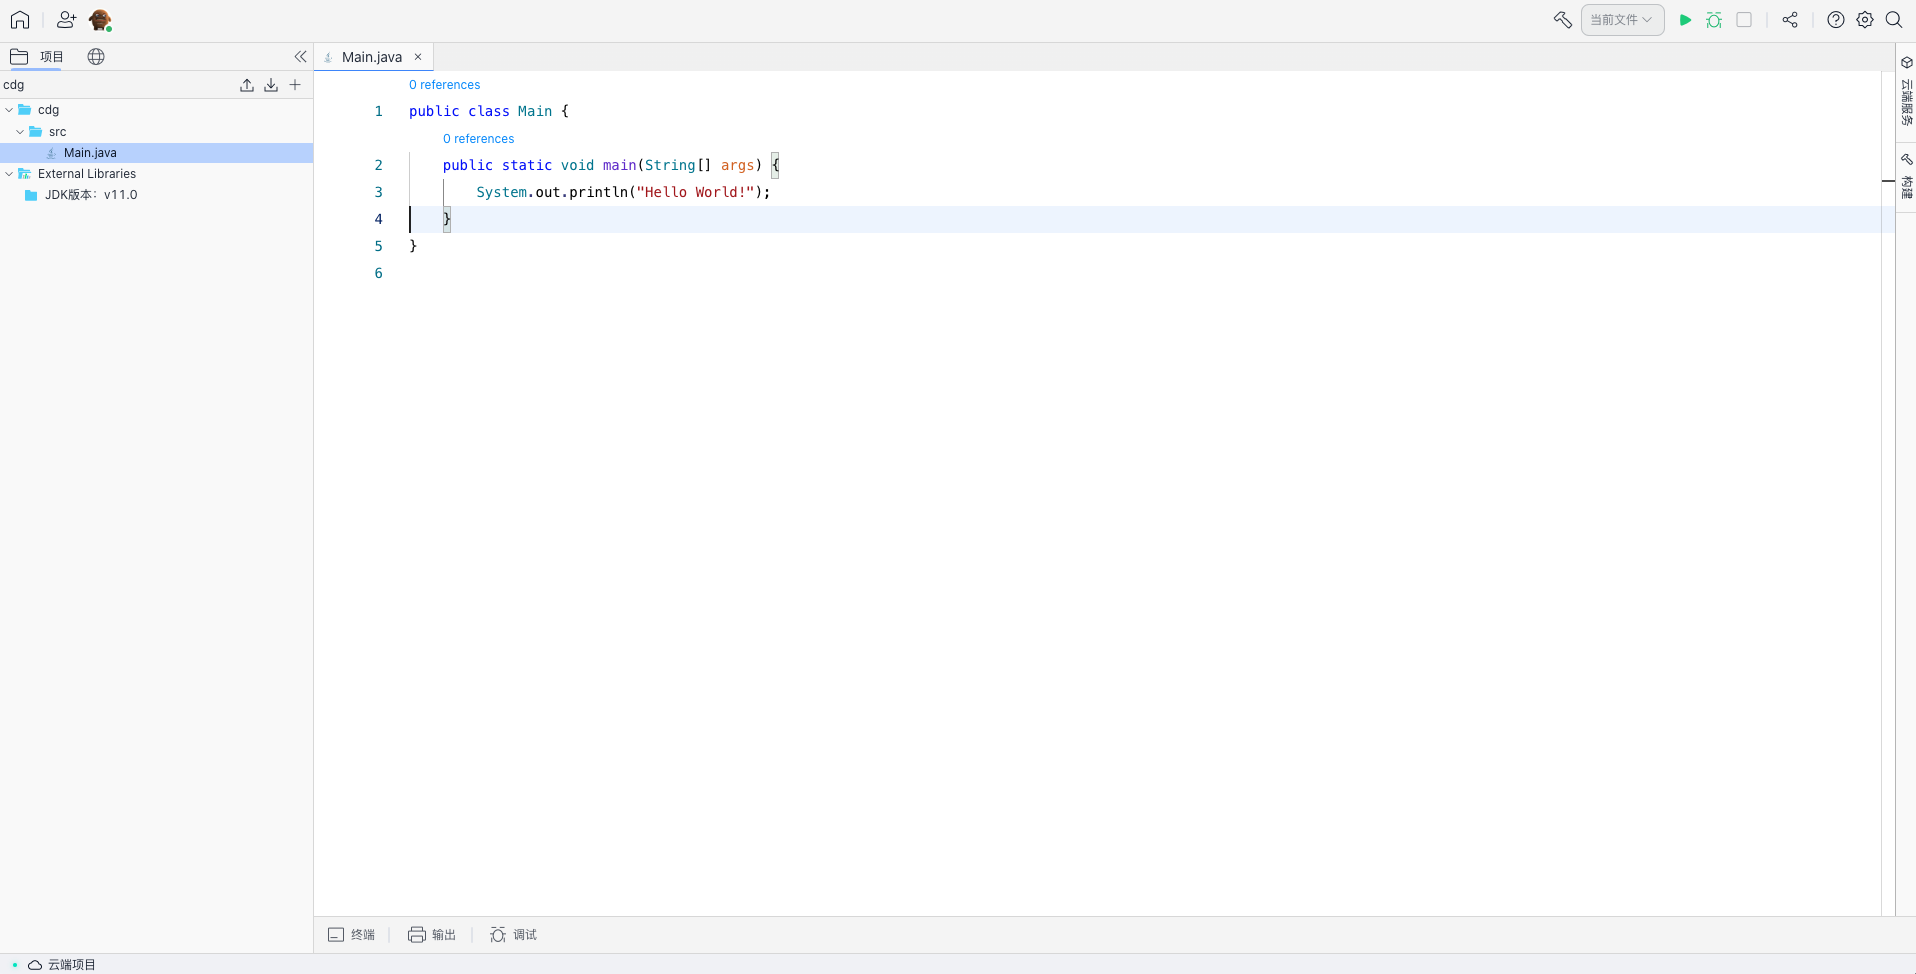 当前文件
项目
Main.java
云端服务
cdg
0 references
cdg
1 public class Main {
src
0 references
Main.java
2 public static void main(String[] args) {
构建
External Libraries
3 System.out.println("Hello World!");
JDK版本：v11.0
4 }
5 }
6
终端 输出 调试
云端项目